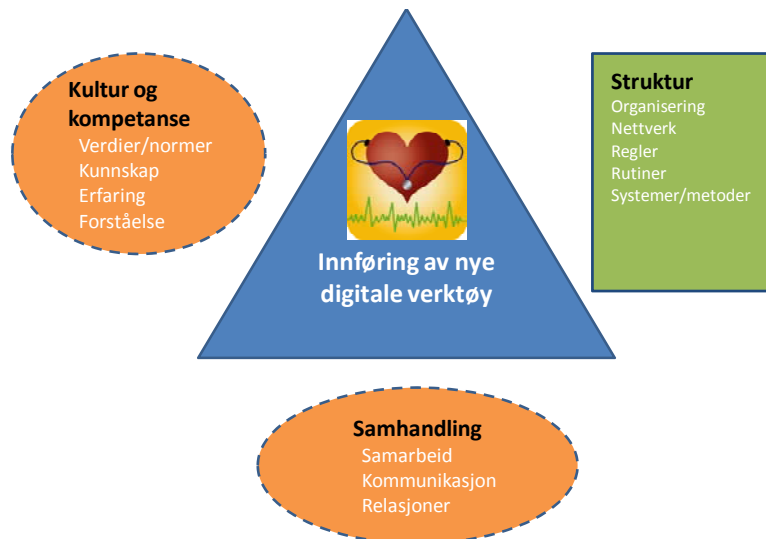 Kultur og
kompetanse
Verdier/normer
Kunnskap
Erfaring
Forståelse
Innføring av nye
digitale verktøy
Struktur
Organisering
Nettverk
Regler
Rutiner
Systemer/metoder
Samhandling
Samarbeid
Kommunikasjon
Relasjoner